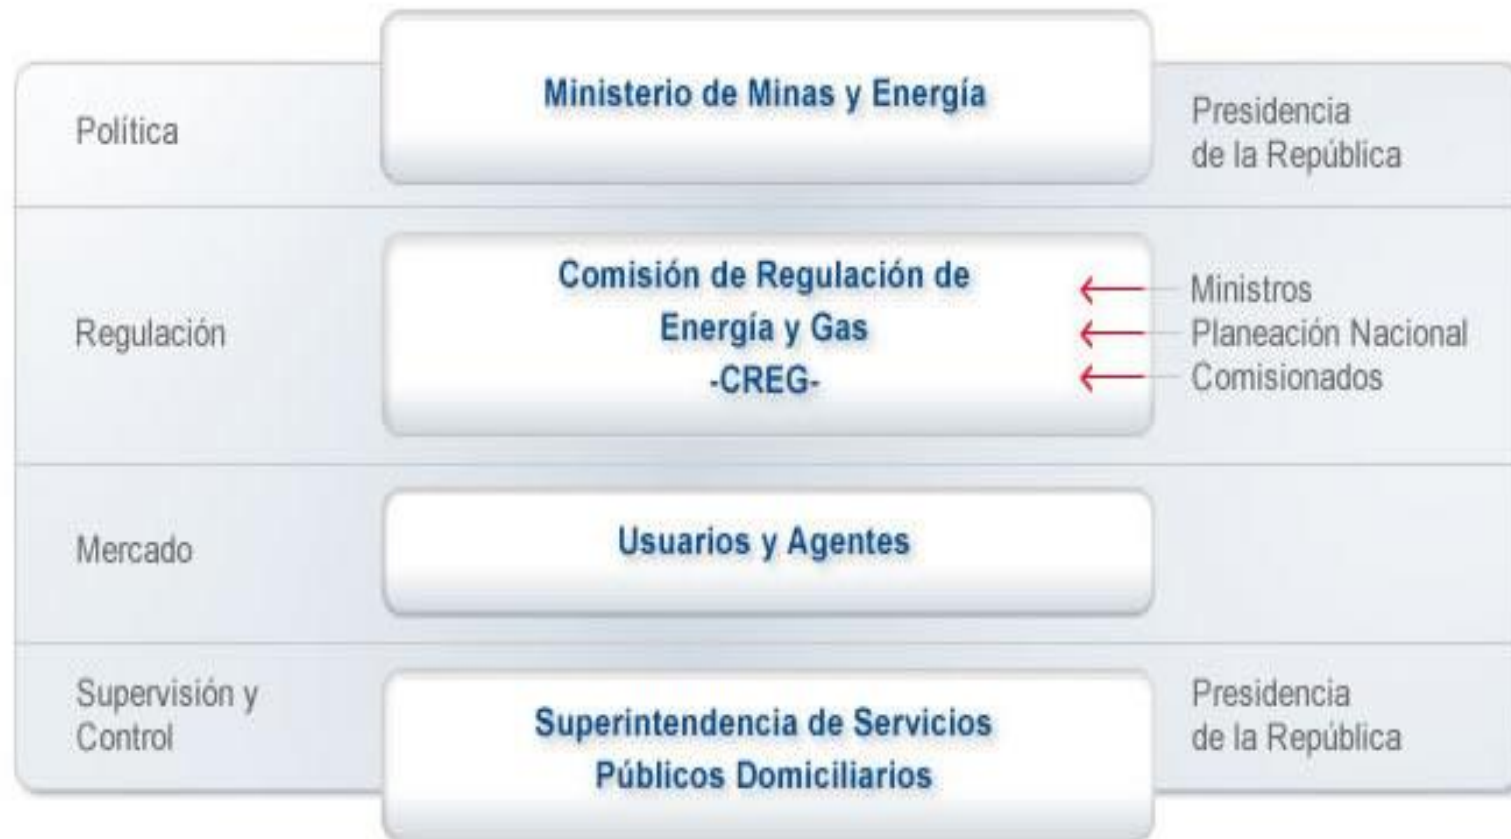 Política
Ministerio de Minas y Energía
Presidencia
de la República
Regulación
Comisión de Regulación de
Energía y Gas
-CREG-
Ministros
Planeación Nacional
Comisionados
Mercado
Usuarios y Agentes
Supervisión y
Control
Superintendencia de Servicios
Públicos Domiciliarios
Presidencia
de la República